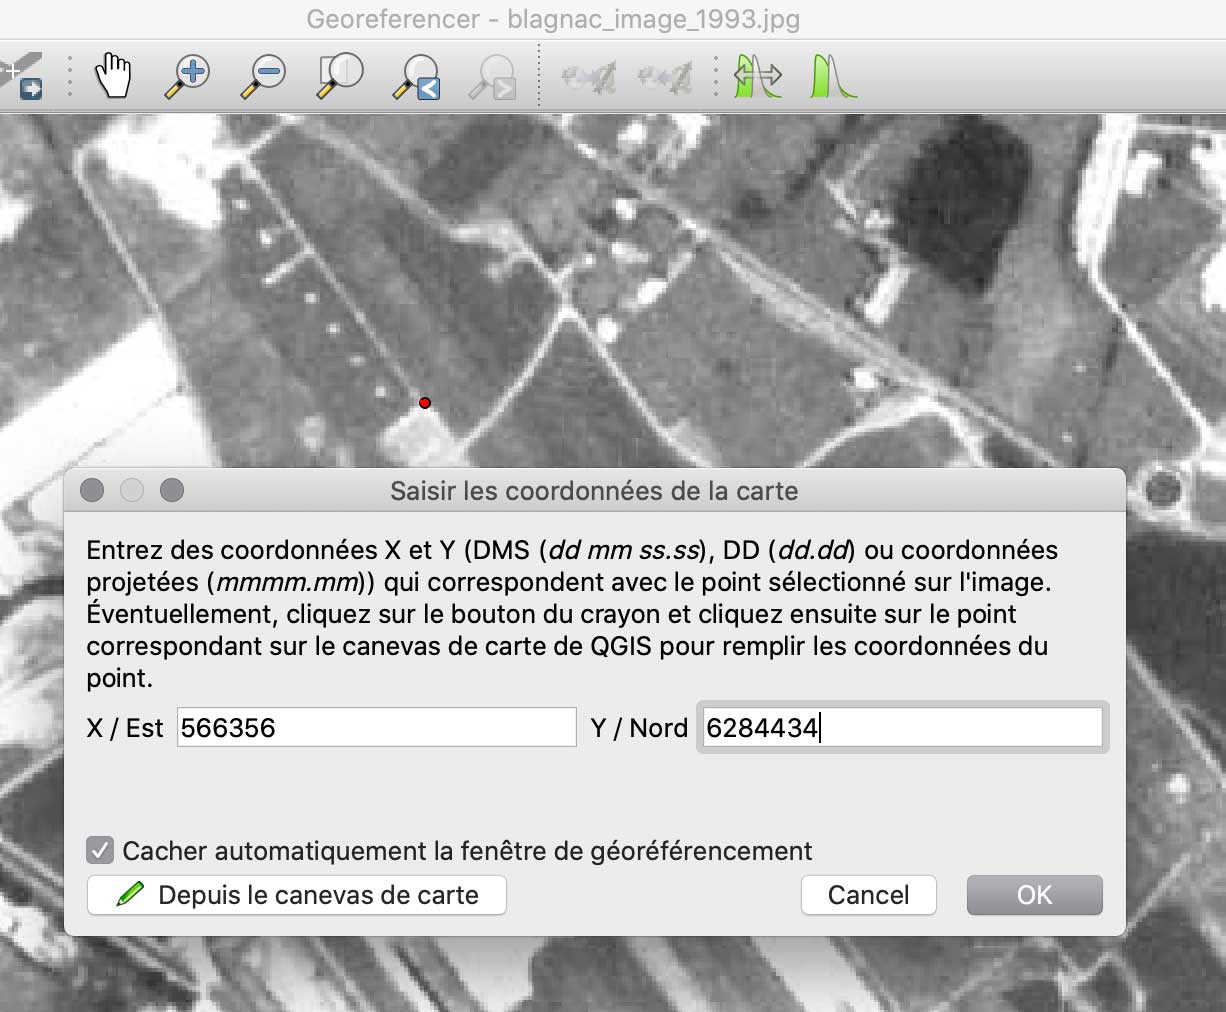 Georeferencer - blagnac_image_1993.jpg
Saisir les coordonnées de la carte
Entrez des coordonnées X et Y (DMS (dd mm ss.ss), DD (dd.dd) ou coordonnées
projetées (mmmm.mm)) qui correspondent avec le point sélectionné sur l'image.
Éventuellement, cliquez sur le bouton du crayon et cliquez ensuite sur le point
correspondant sur le canevas de carte de QGIS pour remplir les coordonnées du
point.
X / Est 566356 Y / Nord 6284434
Cacher automatiquement la fenêtre de géoréférencement
Depuis le canevas de carte Cancel OK